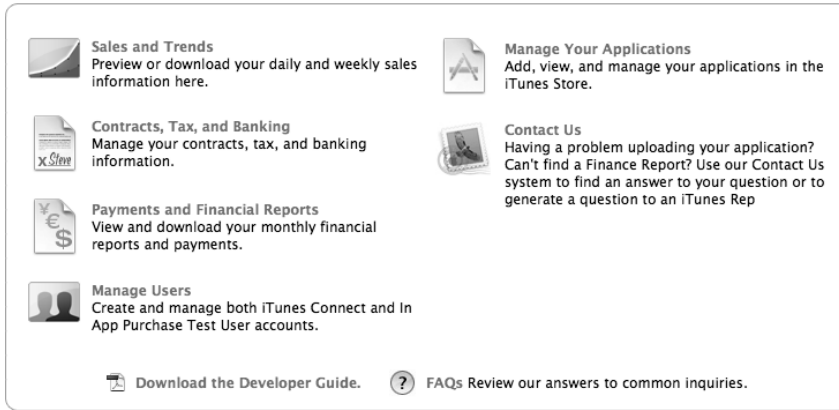 Sales and Trends
Preview or download your daily and weekly sales
information here.
Contracts, Tax, and Banking
Manage your contracts, tax, and banking
information.
x Steve
Payments and Financial Reports
View and download your monthly financial
reports and payments.
¥
€
$
Manage Users
Create and manage both iTunes Connect and In
App Purchase Test User accounts.
Manage Your Applications
Add, view, and manage your applications in the
iTunes Store.
Contact Us
Having a problem uploading your application?
Can't find a Finance Report? Use our Contact Us
system to find an answer to your question or to
generate a question to an iTunes Rep
Download the Developer Guide.
? FAQs Review our answers to common inquiries.